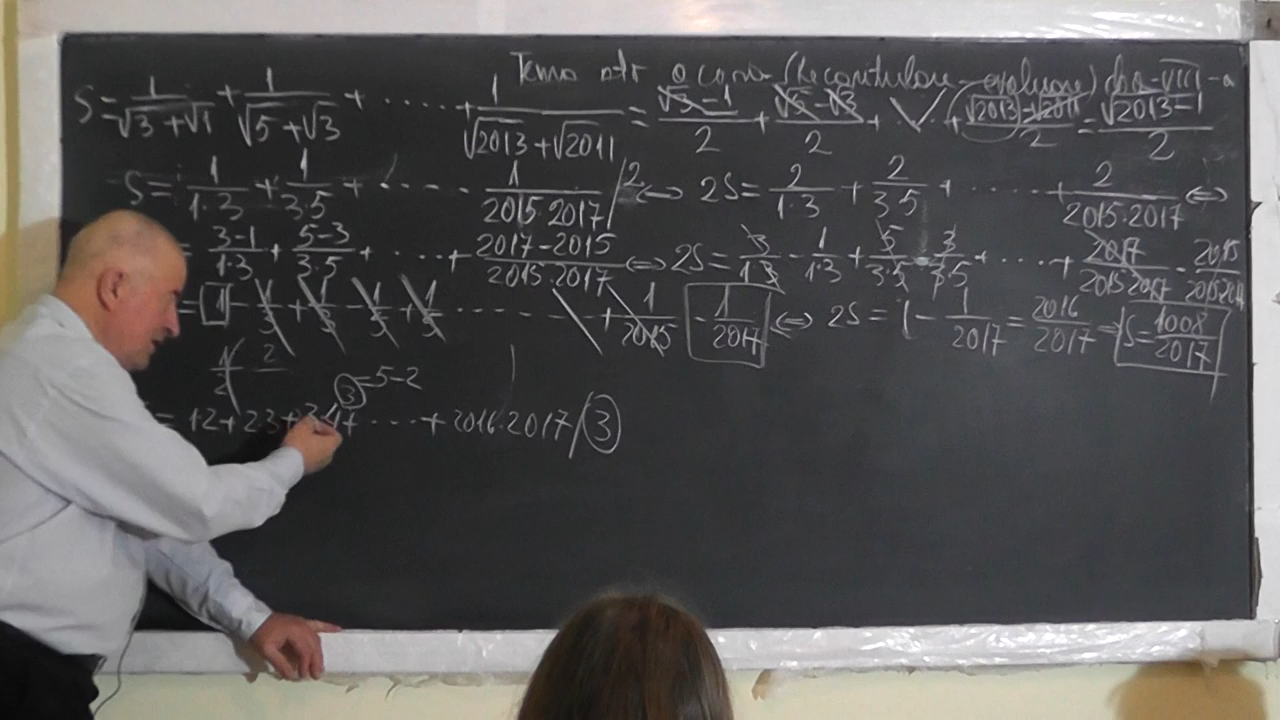 Tema ptr acasă (Recapitulare - evaluare) cls a-VIII-a
S = 1/(√3 + √1) + 1/(√5 + √3) + ..... + 1/(√2013 + √2011) = (√3 - 1)/2 + (√5 - √3)/2 + ... + (√2013 - √2011)/2 = (√2013 - 1)/2
S = 1/(1·3) + 1/(3·5) + ...... 1/(2015·2017) / 2 ⇔ 2S = 2/(1·3) + 2/(3·5) + ...... + 2/(2015·2017) ⇔
= (3-1)/(1·3) + (5-3)/(3·5) + ..... + (2017-2015)/(2015·2017) ⇔ 2S = 3/(1·3) - 1/(1·3) + 5/(3·5) - 3/(3·5) + ..... + 2017/(2015·2017) - 2015/(2015·2017)
= 1 - 1/3 + 1/3 - 1/5 + 1/5 ....... + 1/2015 - 1/2017 ⇔ 2S = 1 - 1/2017 = 2016/2017 ⇒ S = 1008/2017
3 = 5-2
= 1·2 + 2·3 + 3·4 + ..... + 2016·2017 / 3